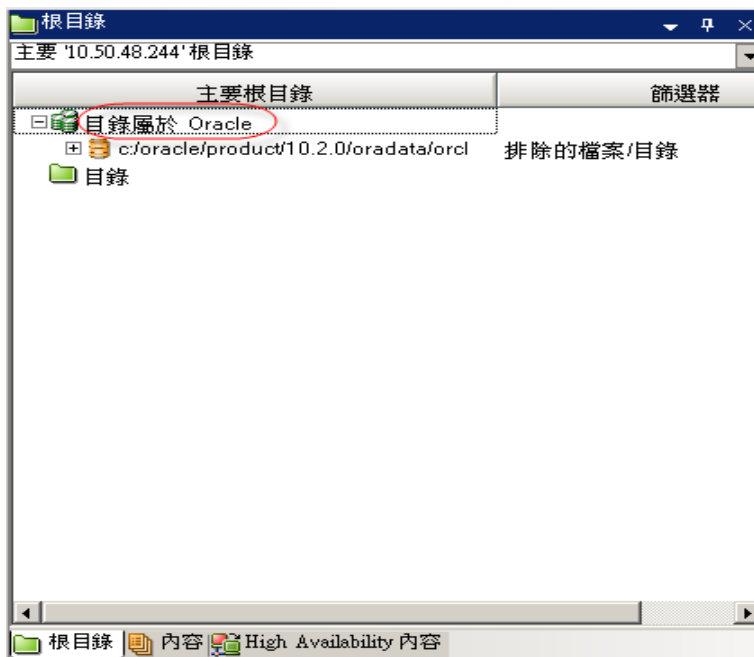 根目錄
主要 '10.50.48.244' 根目錄
主要根目錄 篩選器
目錄屬於 Oracle
c:/oracle/product/10.2.0/oradata/orcl 排除的檔案/目錄
目錄
根目錄 內容 High Availability 內容